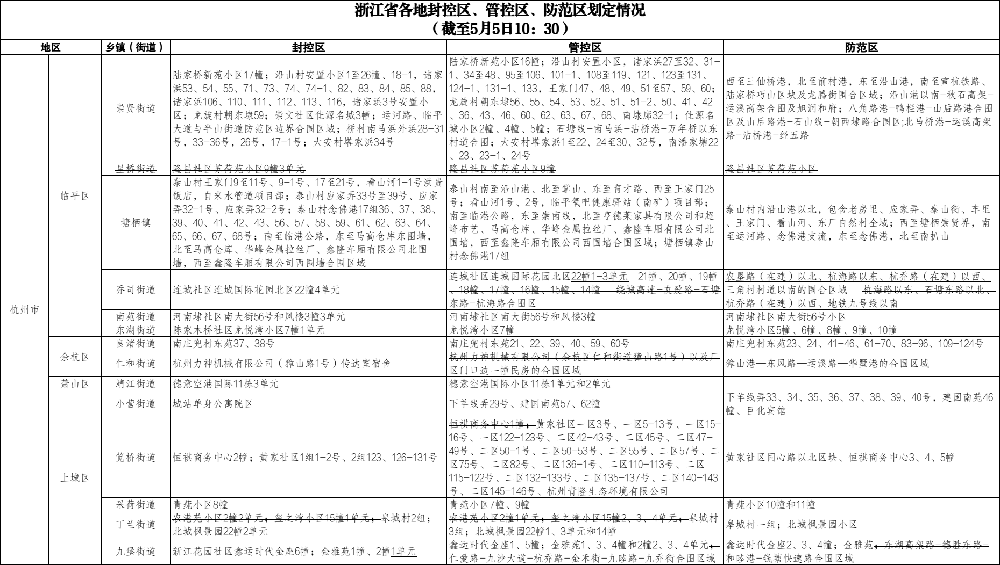 浙江省各地封控区、管控区、防范区划定情况
（截至5月5日10：30）
地区
乡镇（街道）
封控区
管控区
防范区
杭州市
临平区
崇贤街道
陆家桥新苑小区17幢；沿山村安置小区1至26幢、18-1，诸家
浜53、54、55、71、73、74、74-1、82、83、84、85、88，
诸家浜106、110、111、112、113、116，诸家浜3号安置小
区；龙旋村朝东埭59；崇文社区佳源名城3幢；运河路、临平
大道与半山街道防范区边界合围区域；桥村南马浜外浜28-31
号，33-36号，26号，17-1号；大安村塔家浜34号
陆家桥新苑小区16幢；沿山村安置小区，诸家浜27至32、31-
1、34至48、95至106、101-1、108至119、121、123至131、
124-1、131-1、133，王家门47、48、49、51至57、59、60；
龙旋村朝东埭56、55、54、53、52、51、51-2、50、41、42
、36、43、46、60、62、63、67、68、南埭廊32-1；佳源名
城小区2幢、4幢、5幢；石塘线-南马浜-沾桥港-万年桥以东
村道合围；大安村塔家浜1至22、24至30、32号，南潘家塘22
、23、23-1、24号
西至三仙桥港，北至前村港，东至沿山港，南至宣杭铁路、
陆家桥巧山区块及龙腾街围合区域；沿山港以南-秋石高架-
运溪高架合围及旭润和府；八角路港-鸭栏港-山后路港合围
区及山后路港-石山线-朝西埭路合围区;北马桥港-运溪高架
路-沾桥港-经五路
星桥街道
隆昌社区苏荷苑小区9幢3单元
隆昌社区苏荷苑小区9幢
隆昌社区苏荷苑小区
塘栖镇
泰山村王家门9至11号、9-1号、17至21号，看山河1-1号洪贵
饭店，自来水管道项目部；泰山村应家弄33号至39号、应家
弄32-1号、应家弄32-2号；泰山村念佛港17组36、37、38、
39、40、41、42、43、56、57、58、59、61、62、63、64、
65、66、67、68号；南至临港公路，东至马高仓库东围墙，
北至马高仓库、华峰金属拉丝厂、鑫隆车厢有限公司北围
墙，西至鑫隆车厢有限公司西围墙合围区域
泰山村南至沿山港、北至掌山、东至育才路、西至王家门25
号；看山河1号、2号，临平氧吧健康驿站（南矿）项目部；
南至临港公路，东至崇南线，北至亨德莱家具有限公司和超
峰布艺、马高仓库、华峰金属拉丝厂、鑫隆车厢有限公司北
围墙，西至鑫隆车厢有限公司西围墙合围区域；塘栖镇泰山
村念佛港17组
泰山村内沿山港以北，包含老房里、应家弄、泰山街、车里
、王家门、看山河、东厂自然村全域；西至塘栖崇贤界，南
至运河路、念佛港支流，东至念佛港，北至南扒山
乔司街道
连城社区连城国际花园北区22幢4单元
连城社区连城国际花园北区22幢1-3单元 21幢、20幢、19幢
、18幢、17幢、16幢、15幢、14幢 绕城高速-友爱路-石塘
东路-杭海路合围区
农垦路（在建）以北、杭海路以东、杭乔路（在建）以西、
三角村村道以南的围合区域 杭海路以东、石塘东路以北、
杭乔路（在建）以西、地铁九号线以南
南苑街道
河南埭社区南大街56号和风楼3幢3单元
河南埭社区南大街56号和风楼3幢
河南埭社区南大街56号小区
东湖街道
陈家木桥社区龙悦湾小区7幢1单元
龙悦湾小区7幢
龙悦湾小区5幢、6幢、8幢、9幢、10幢
余杭区
良渚街道
南庄兜村东苑37、38号
南庄兜村东苑21、22、39、40、59、60号
南庄兜村东苑23、24、41-46、61-70、83-96、109-124号
仁和街道
杭州力神机械有限公司（獐山路1号）传达室宿舍
杭州力神机械有限公司（余杭区仁和街道獐山路1号）以及厂
区门口边一幢民房的合围区域
獐山港—东风路—运溪路—华墅港的合围区域
萧山区
靖江街道
德意空港国际11栋3单元
德意空港国际小区11栋1单元和2单元
上城区
小营街道
城站单身公寓院区
下羊线弄29号、建国南苑57、62幢
下羊线弄33、34、35、36、37、38、39、40号，建国南苑46
幢、巨化宾馆
笕桥街道
恒祺商务中心2幢；黄家社区1组1-2号、2组123、126-131号
恒祺商务中心1幢；黄家社区一区3号、一区5-13号、一区15-
16号、一区122-123号、二区42-43号、二区45号、二区47-
49号、二区50-1号、二区50-53号、二区55号、二区57号、二
区75号、二区82号、二区136-1号、二区110-113号、二区
115-122号、二区132-133号、二区135-137号、二区140-143
号、二区145-146号、杭州青隆生态环境有限公司
黄家社区同心路以北区块、恒祺商务中心3、4、5幢
采荷街道
青苑小区8幢
青苑小区7幢、9幢
青苑小区10幢和11幢
丁兰街道
农港苑小区2幢2单元；玺之湾小区15幢1单元；皋城村2组；
北城枫景园22幢2单元
农港苑小区2幢1单元；玺之湾小区15幢2、3、4单元；皋城村
3组；北城枫景园22幢1、3单元和14幢
皋城村一组；北城枫景园小区
九堡街道
新江花园社区鑫运时代金座6幢；金雅苑1幢、2幢1单元
鑫运时代金座1、5幢；金雅苑1、3、4幢和2幢2、3、4单元；
仁爱路-九沙大道-杭乔路-金禾街-九睦路-九乔街合围区域
鑫运时代金座2、3、4幢；金雅苑；东湖高架路-德胜东路-
和睦港-钱塘快速路合围区域